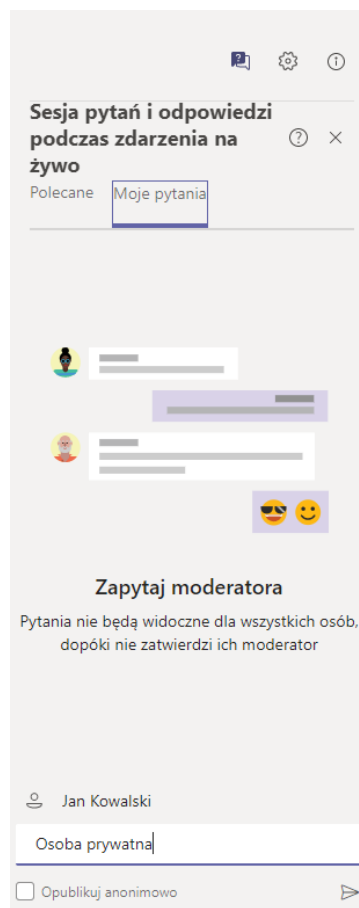 Sesja pytań i odpowiedzi
podczas zdarzenia na
żywo
Polecane Moje pytania
Zapytaj moderatora
Pytania nie będą widoczne dla wszystkich osób,
dopóki nie zatwierdzi ich moderator
Jan Kowalski
Osoba prywatna
Opublikuj anonimowo